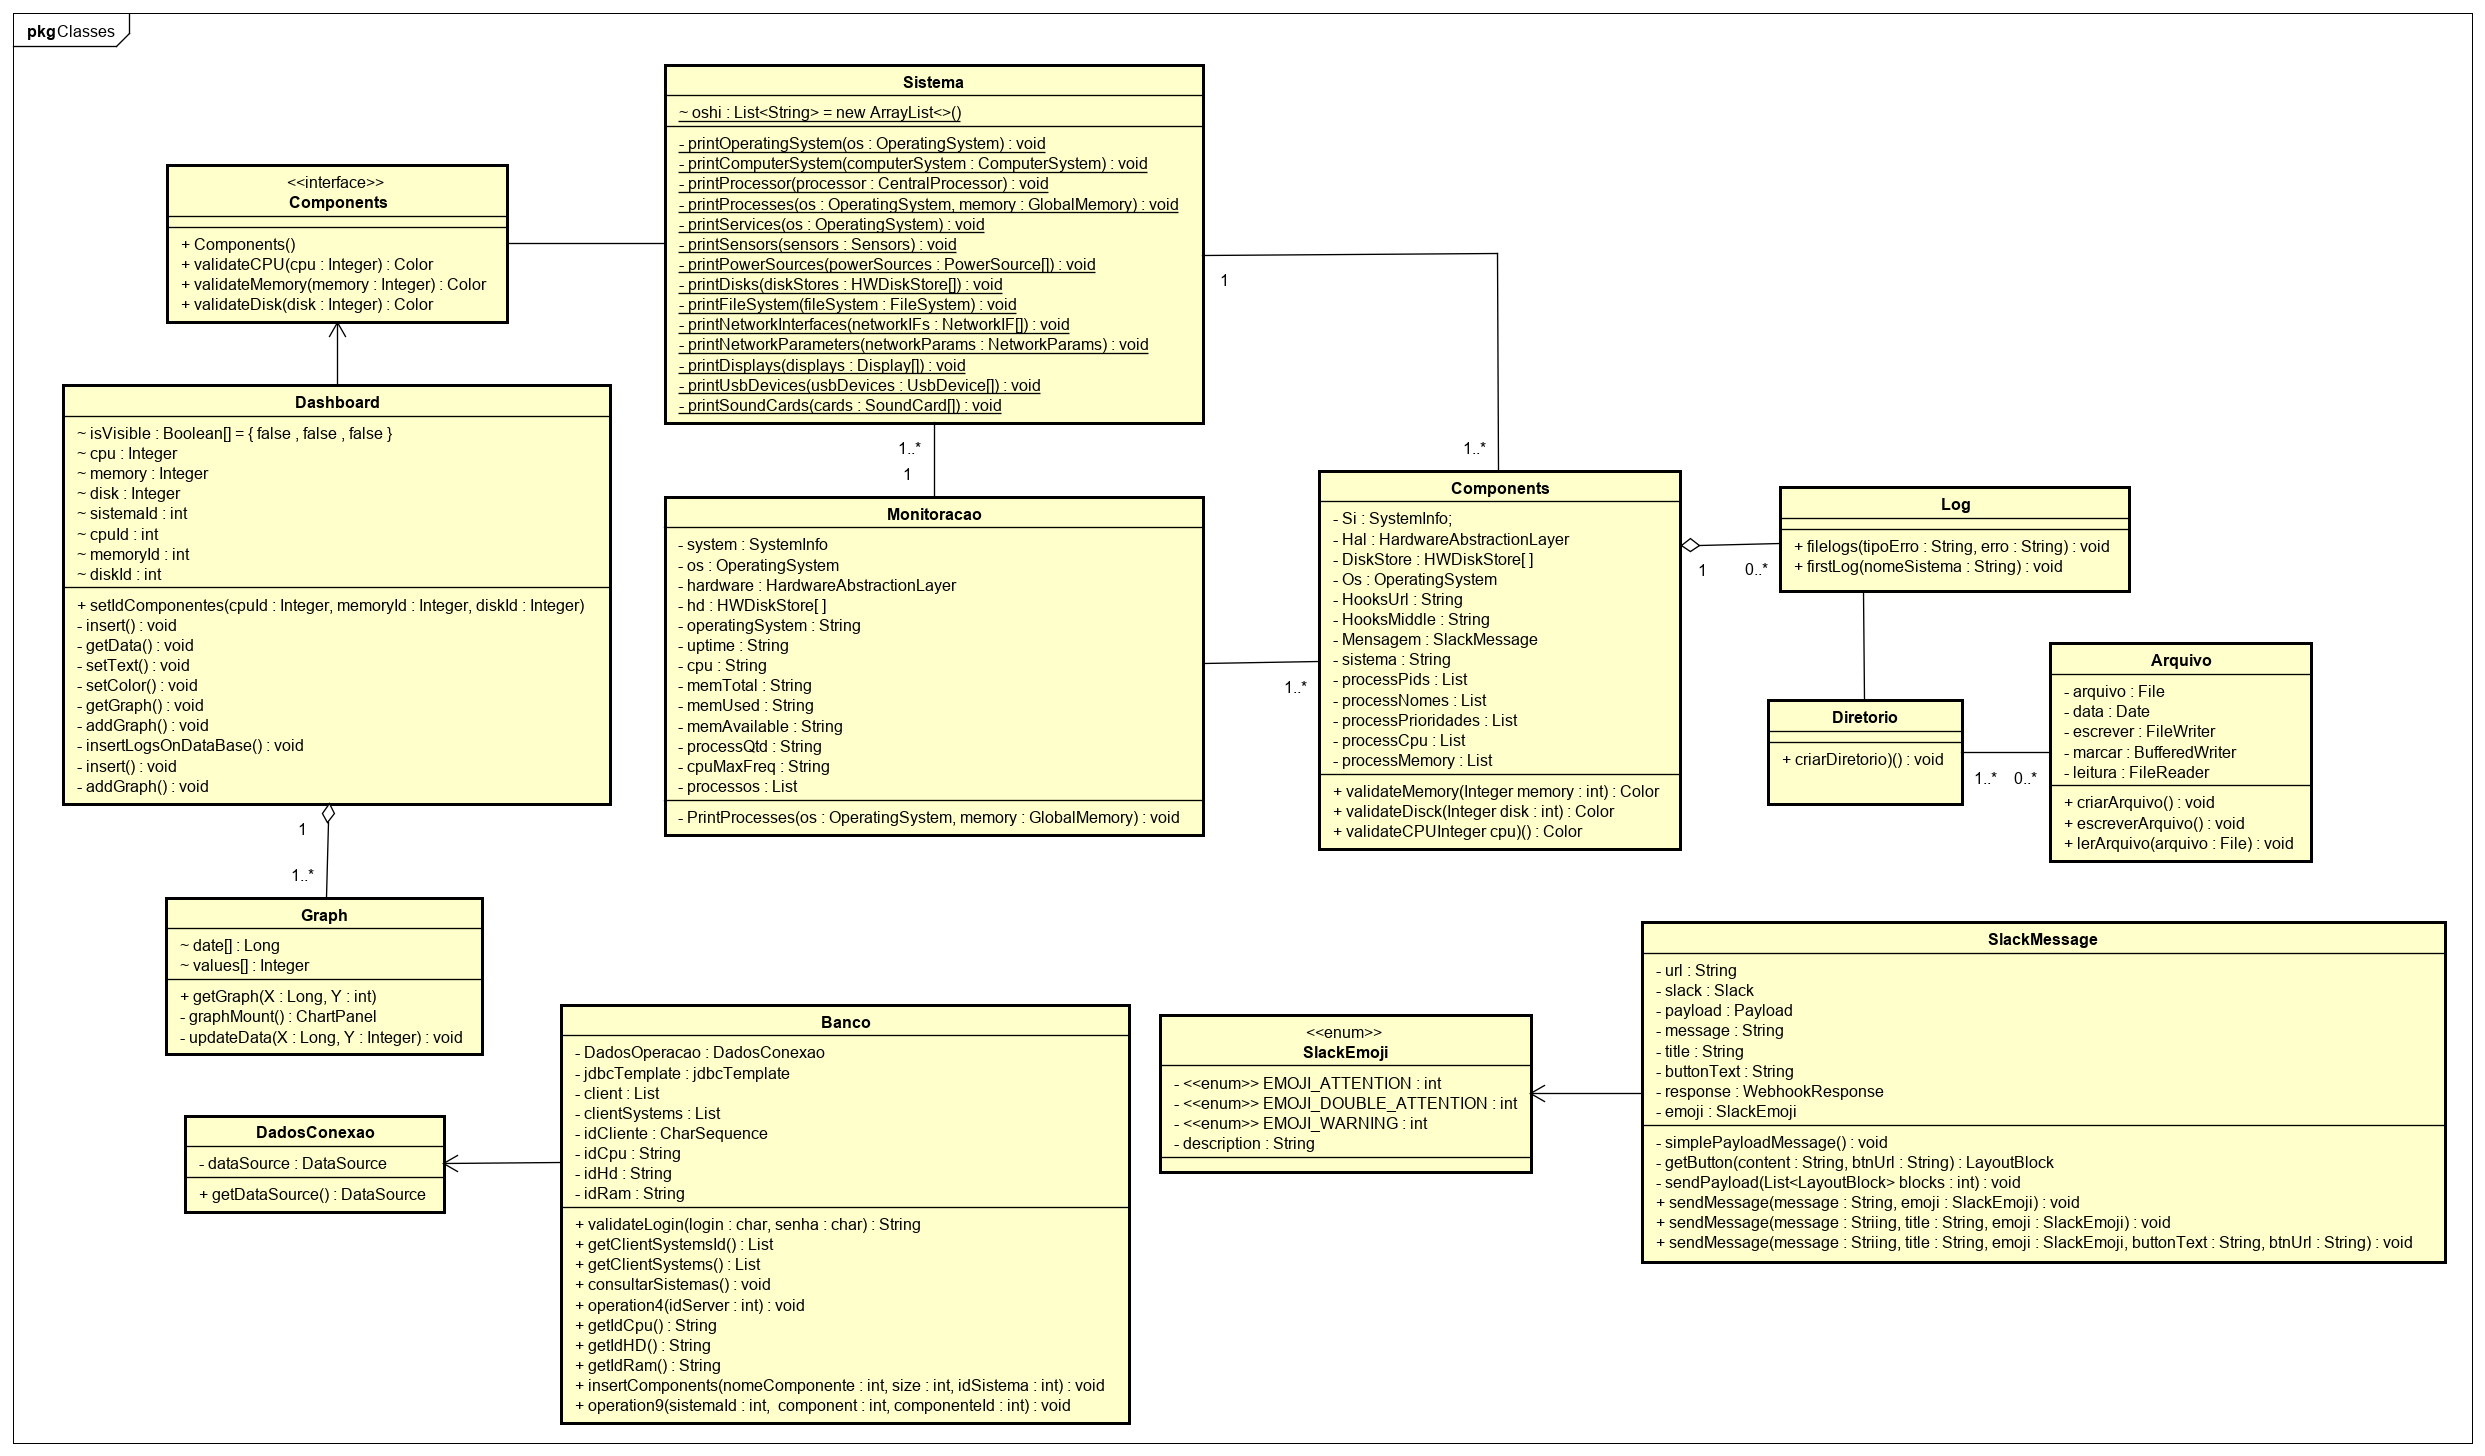 pkg Classes
Sistema
~ oshi : List<String> = new ArrayList<>()
- printOperatingSystem(os : OperatingSystem) : void
- printComputerSystem(computerSystem : ComputerSystem) : void
- printProcessor(processor : CentralProcessor) : void
- printProcesses(os : OperatingSystem, memory : GlobalMemory) : void
- printServices(os : OperatingSystem) : void
- printSensors(sensors : Sensors) : void
- printPowerSources(powerSources : PowerSource[]) : void
- printDisks(diskStores : HWDiskStore[]) : void
- printFileSystem(fileSystem : FileSystem) : void
- printNetworkInterfaces(networkIFs : NetworkIF[]) : void
- printNetworkParameters(networkParams : NetworkParams) : void
- printDisplays(displays : Display[]) : void
- printUsbDevices(usbDevices : UsbDevice[]) : void
- printSoundCards(cards : SoundCard[]) : void
<<interface>>
Components
+ Components()
+ validateCPU(cpu : Integer) : Color
+ validateMemory(memory : Integer) : Color
+ validateDisk(disk : Integer) : Color
1
1..*
1..*
1
Dashboard
~ isVisible : Boolean[] = { false , false , false }
~ cpu : Integer
~ memory : Integer
~ disk : Integer
~ sistemaId : int
~ cpuId : int
~ memoryId : int
~ diskId : int
+ setIdComponentes(cpuId : Integer, memoryId : Integer, diskId : Integer)
- insert() : void
- getData() : void
- setText() : void
- setColor() : void
- getGraph() : void
- addGraph() : void
- insertLogsOnDataBase() : void
- insert() : void
- addGraph() : void
Monitoracao
- system : SystemInfo
- os : OperatingSystem
- hardware : HardwareAbstractionLayer
- hd : HWDiskStore[ ]
- operatingSystem : String
- uptime : String
- cpu : String
- memTotal : String
- memUsed : String
- memAvailable : String
- processQtd : String
- cpuMaxFreq : String
- processos : List
- PrintProcesses(os : OperatingSystem, memory : GlobalMemory) : void
1..*
Components
- Si : SystemInfo;
- Hal : HardwareAbstractionLayer
- DiskStore : HWDiskStore[ ]
- Os : OperatingSystem
- HooksUrl : String
- HooksMiddle : String
- Mensagem : SlackMessage
- sistema : String
- processPids : List
- processNomes : List
- processPrioridades : List
- processCpu : List
- processMemory : List
+ validateMemory(Integer memory : int) : Color
+ validateDisck(Integer disk : int) : Color
+ validateCPUInteger cpu)() : Color
1
0..*
Log
+ filelogs(tipoErro : String, erro : String) : void
+ firstLog(nomeSistema : String) : void
Diretorio
+ criarDiretorio)() : void
1..*
0..*
Arquivo
- arquivo : File
- data : Date
- escrever : FileWriter
- marcar : BufferedWriter
- leitura : FileReader
+ criarArquivo() : void
+ escreverArquivo() : void
+ lerArquivo(arquivo : File) : void
1
1..*
Graph
~ date[] : Long
~ values[] : Integer
+ getGraph(X : Long, Y : int)
- graphMount() : ChartPanel
- updateData(X : Long, Y : Integer) : void
DadosConexao
- dataSource : DataSource
+ getDataSource() : DataSource
Banco
- DadosOperacao : DadosConexao
- jdbcTemplate : jdbcTemplate
- client : List
- clientSystems : List
- idCliente : CharSequence
- idCpu : String
- idHd : String
- idRam : String
+ validateLogin(login : char, senha : char) : String
+ getClientSystemsId() : List
+ getClientSystems() : List
+ consultarSistemas() : void
+ operation4(idServer : int) : void
+ getIdCpu() : String
+ getIdHD() : String
+ getIdRam() : String
+ insertComponents(nomeComponente : int, size : int, idSistema : int) : void
+ operation9(sistemaId : int,  component : int, componenteId : int) : void
<<enum>>
SlackEmoji
- <<enum>> EMOJI_ATTENTION : int
- <<enum>> EMOJI_DOUBLE_ATTENTION : int
- <<enum>> EMOJI_WARNING : int
- description : String
SlackMessage
- url : String
- slack : Slack
- payload : Payload
- message : String
- title : String
- buttonText : String
- response : WebhookResponse
- emoji : SlackEmoji
- simplePayloadMessage() : void
- getButton(content : String, btnUrl : String) : LayoutBlock
- sendPayload(List<LayoutBlock> blocks : int) : void
+ sendMessage(message : String, emoji : SlackEmoji) : void
+ sendMessage(message : Striing, title : String, emoji : SlackEmoji) : void
+ sendMessage(message : Striing, title : String, emoji : SlackEmoji, buttonText : String, btnUrl : String) : void